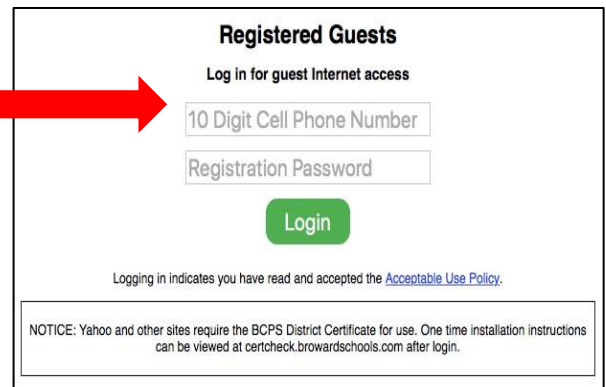 Registered Guests
Log in for guest Internet access
10 Digit Cell Phone Number
Registration Password
Login
Logging in indicates you have read and accepted the Acceptable Use Policy.
NOTICE: Yahoo and other sites require the BCPS District Certificate for use. One time installation instructions
can be viewed at certcheck.browardschools.com after login.